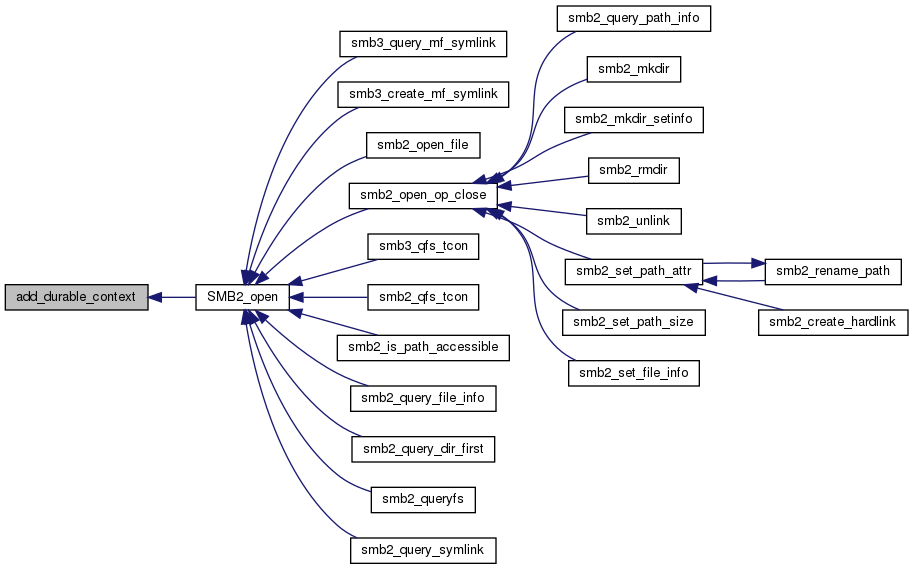 smb2_query_path_info
smb3_query_mf_symlink
smb2_mkdir
smb3_create_mf_symlink
smb2_mkdir_setinfo
smb2_open_file
smb2_rmdir
smb2_open_op_close
smb2_unlink
smb3_qfs_tcon
smb2_set_path_attr
smb2_rename_path
add_durable_context
SMB2_open
smb2_qfs_tcon
smb2_set_path_size
smb2_create_hardlink
smb2_is_path_accessible
smb2_set_file_info
smb2_query_file_info
smb2_query_dir_first
smb2_queryfs
smb2_query_symlink